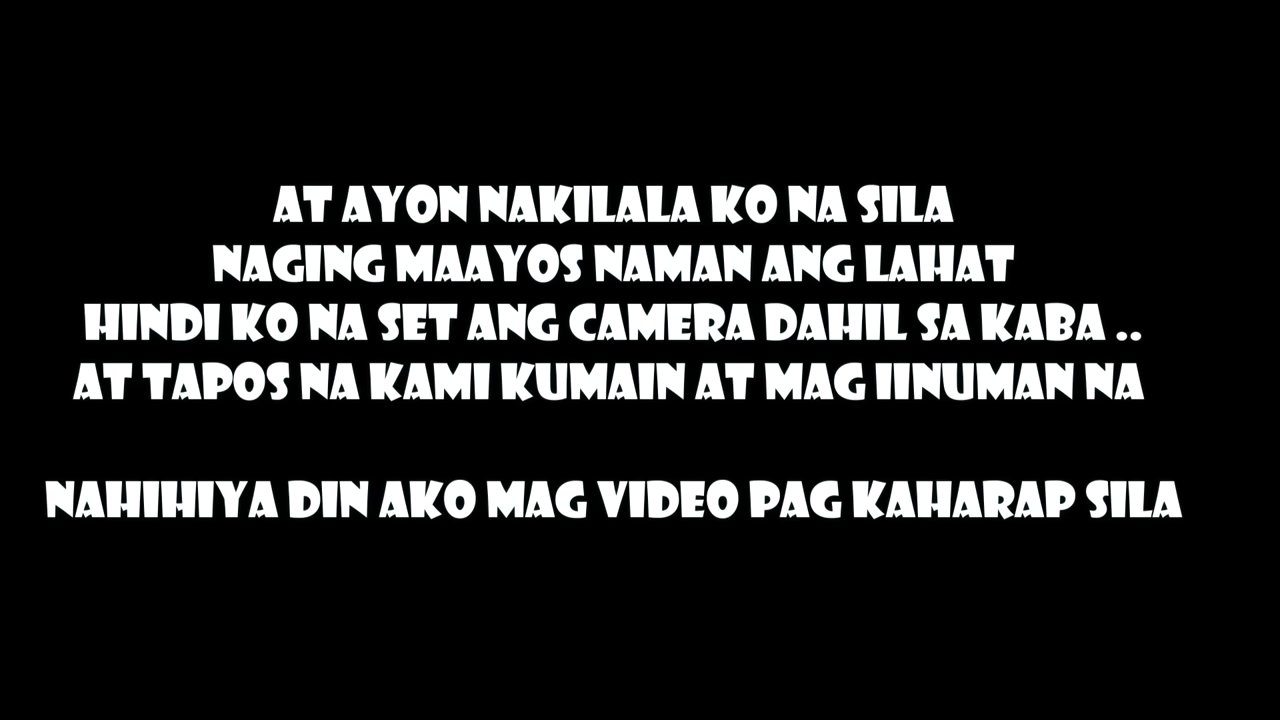 AT AYON NAKILALA KO NA SILA
NAGING MAAYOS NAMAN ANG LAHAT
HINDI KO NA SET ANG CAMERA DAHIL SA KABA ..
AT TAPOS NA KAMI KUMAIN AT MAG IINUMAN NA
NAHIHIYA DIN AKO MAG VIDEO PAG KAHARAP SILA